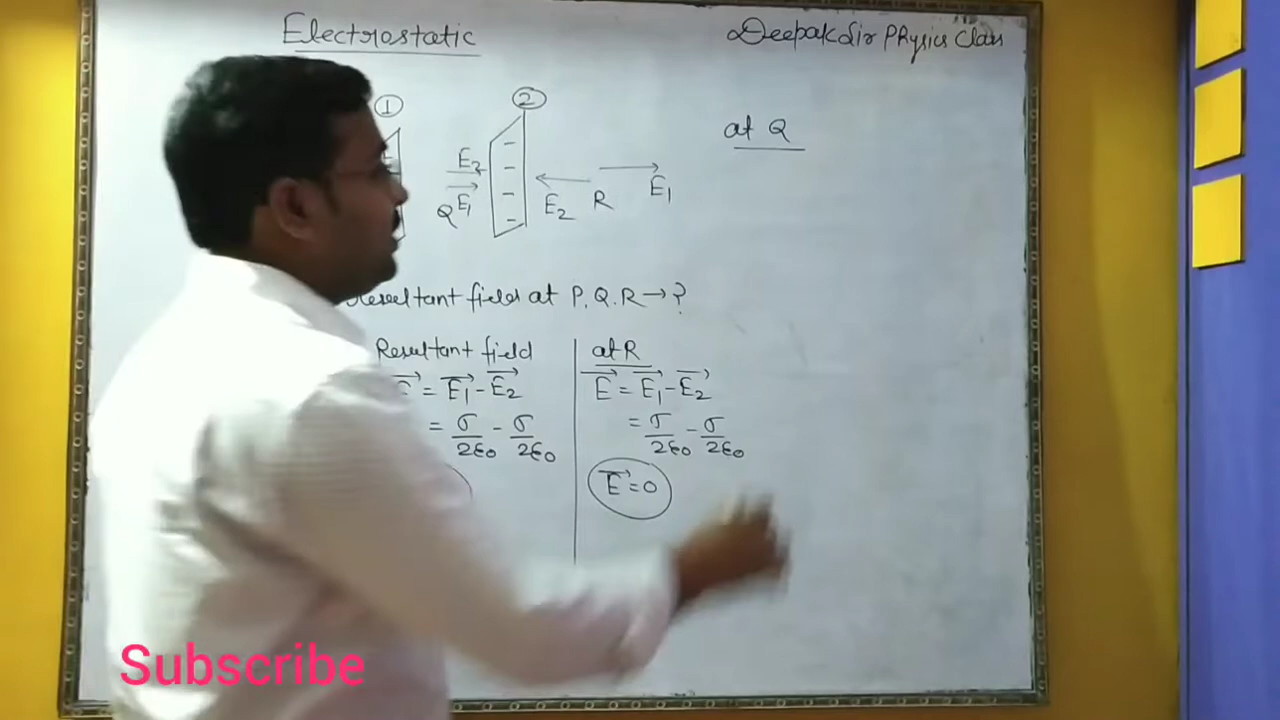 Electrostatic
Deepak Sir Physics Class
1
2
at Q
E2
E1
Q
E2
R
E1
Resultant fields at P, Q, R → ?
Resultant field
= E1 - E2
= σ/2ε0 - σ/2ε0
at R
E = E1 - E2
= σ/2ε0 - σ/2ε0
E = 0
Subscribe